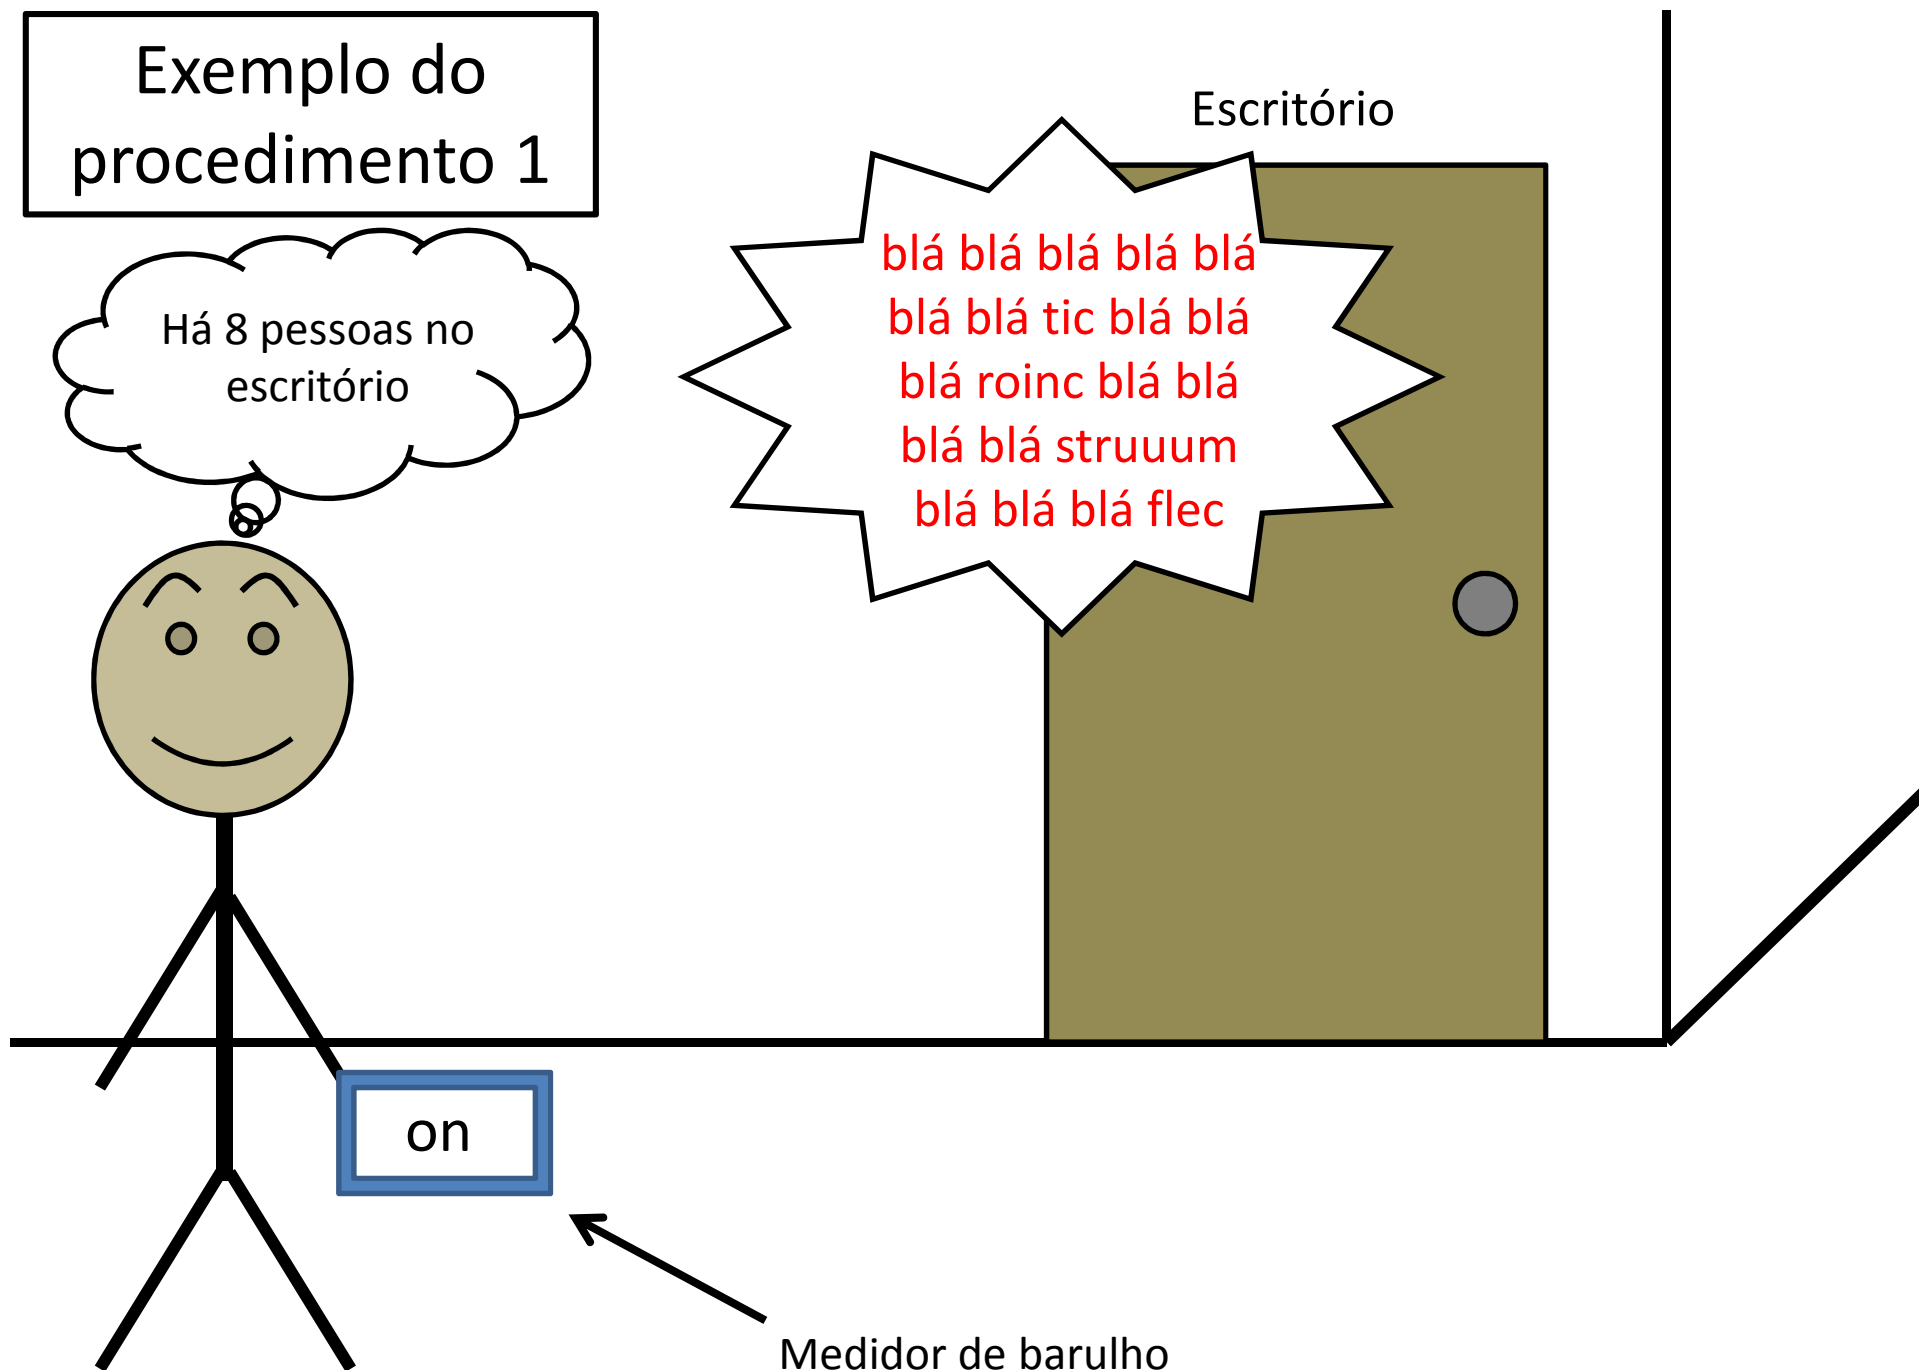 Exemplo do
procedimento 1
Escritório
Há 8 pessoas no
escritório
blá blá blá blá blá
blá blá tic blá blá
blá roinc blá blá
blá blá struuum
blá blá blá flec
on
Medidor de barulho